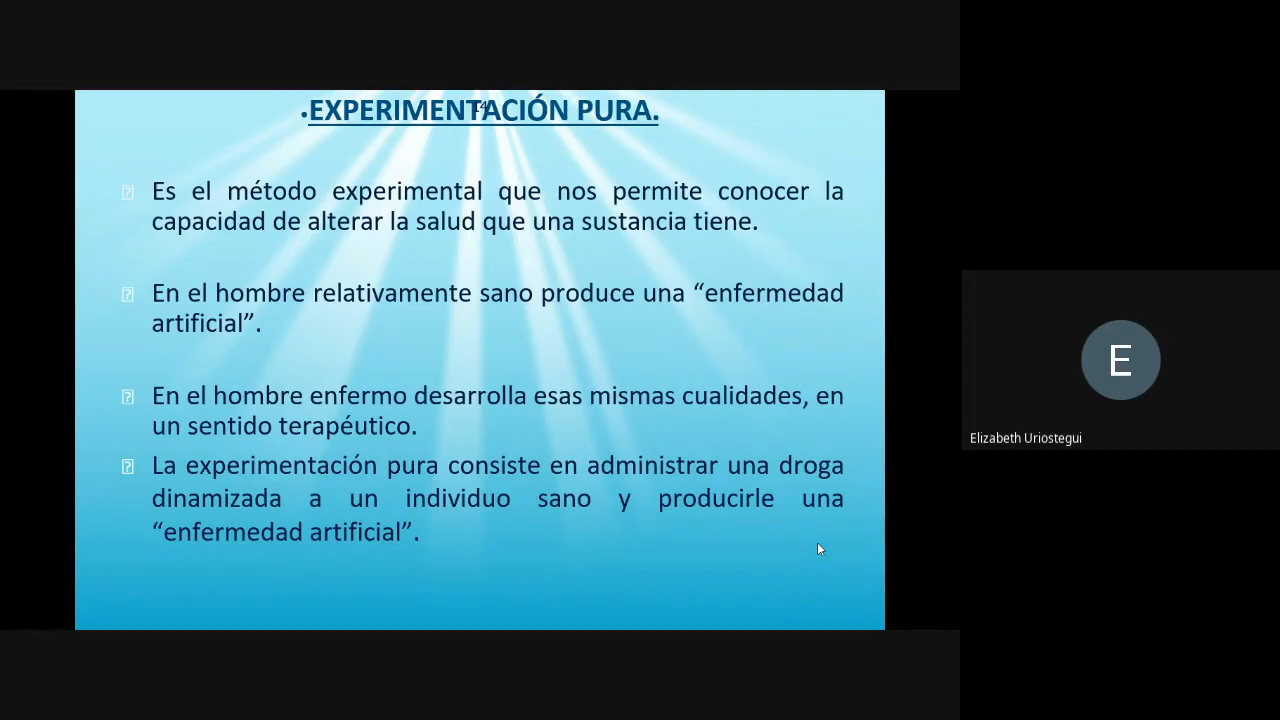 •EXPERIMENTACIÓN PURA.
14
Es el método experimental que nos permite conocer la
capacidad de alterar la salud que una sustancia tiene.
En el hombre relativamente sano produce una “enfermedad
artificial”.
En el hombre enfermo desarrolla esas mismas cualidades, en
un sentido terapéutico.
La experimentación pura consiste en administrar una droga
dinamizada a un individuo sano y producirle una
“enfermedad artificial”.
E
Elizabeth Uriostegui